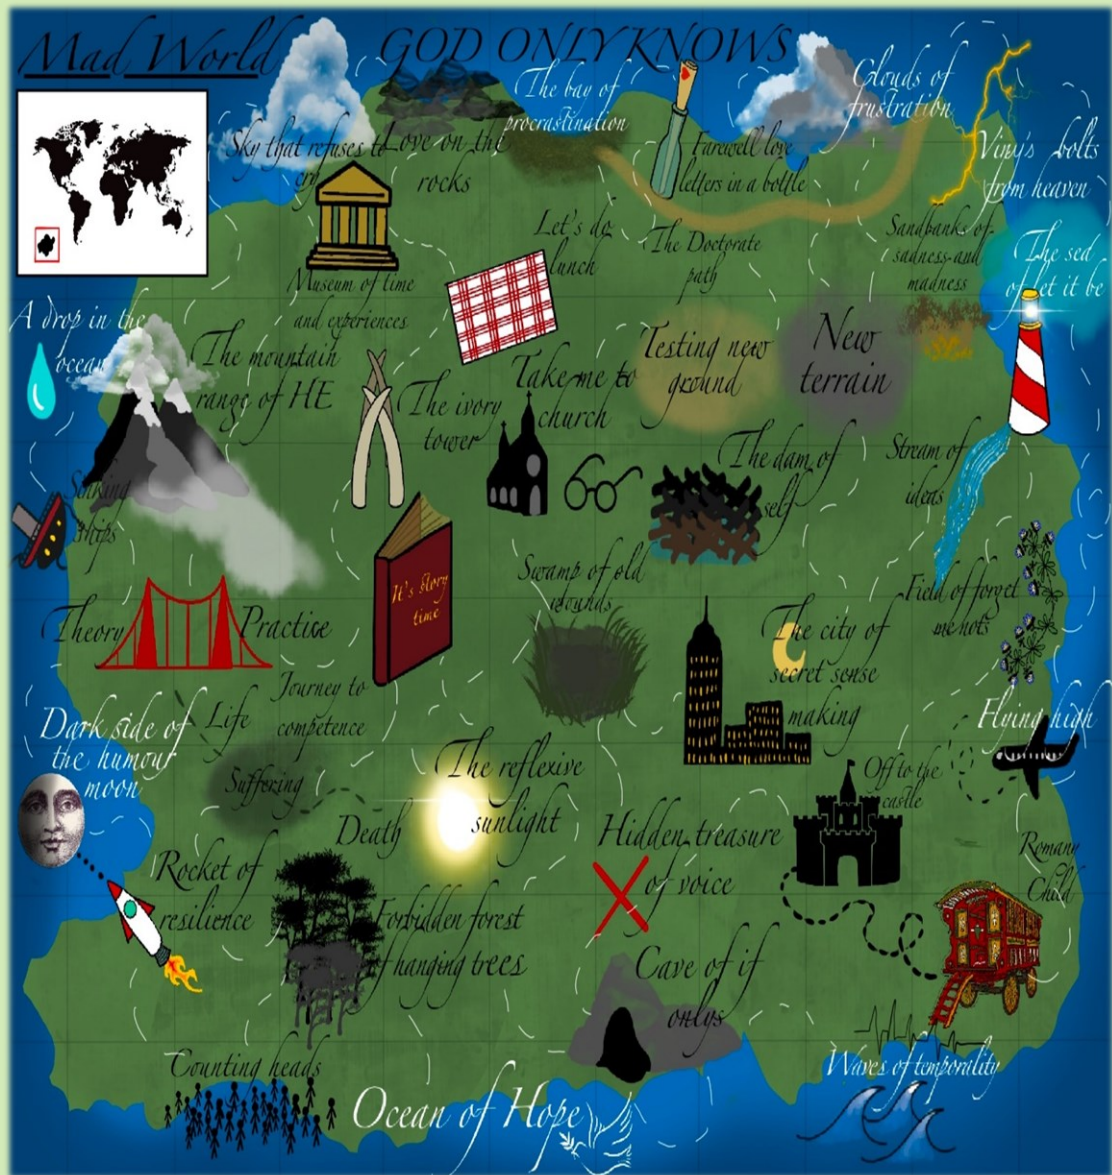 Mad World
GOD ONLY KNOWS
The bay of
procrastination
Clouds of
frustration
Sky that refuses to
cry
Love on the
rocks
Farewell love
letters in a bottle
Viny's bolts
from heaven
Museum of time
and experiences
Let's do
lunch
The Doctorate
path
Sandbanks of
sadness and
madness
The sea
of let it be
A drop in the
ocean
The mountain
range of HE
The ivory
tower
Take me to
church
Testing new
ground
New
terrain
Sinking
ships
The dam of
self
Stream of
ideas
It's story
time
Swamp of old
wounds
Field of forget
me nots
Theory
Practise
The city of
secret sense
making
Journey to
competence
Life
Suffering
Death
Dark side of
the humour
moon
The reflexive
sunlight
Flying high
Off to the
castle
Hidden treasure
of voice
Romany
Child
Rocket of
resilience
Forbidden forest
of hanging trees
Cave of if
onlys
Counting heads
Ocean of Hope
Waves of temporality